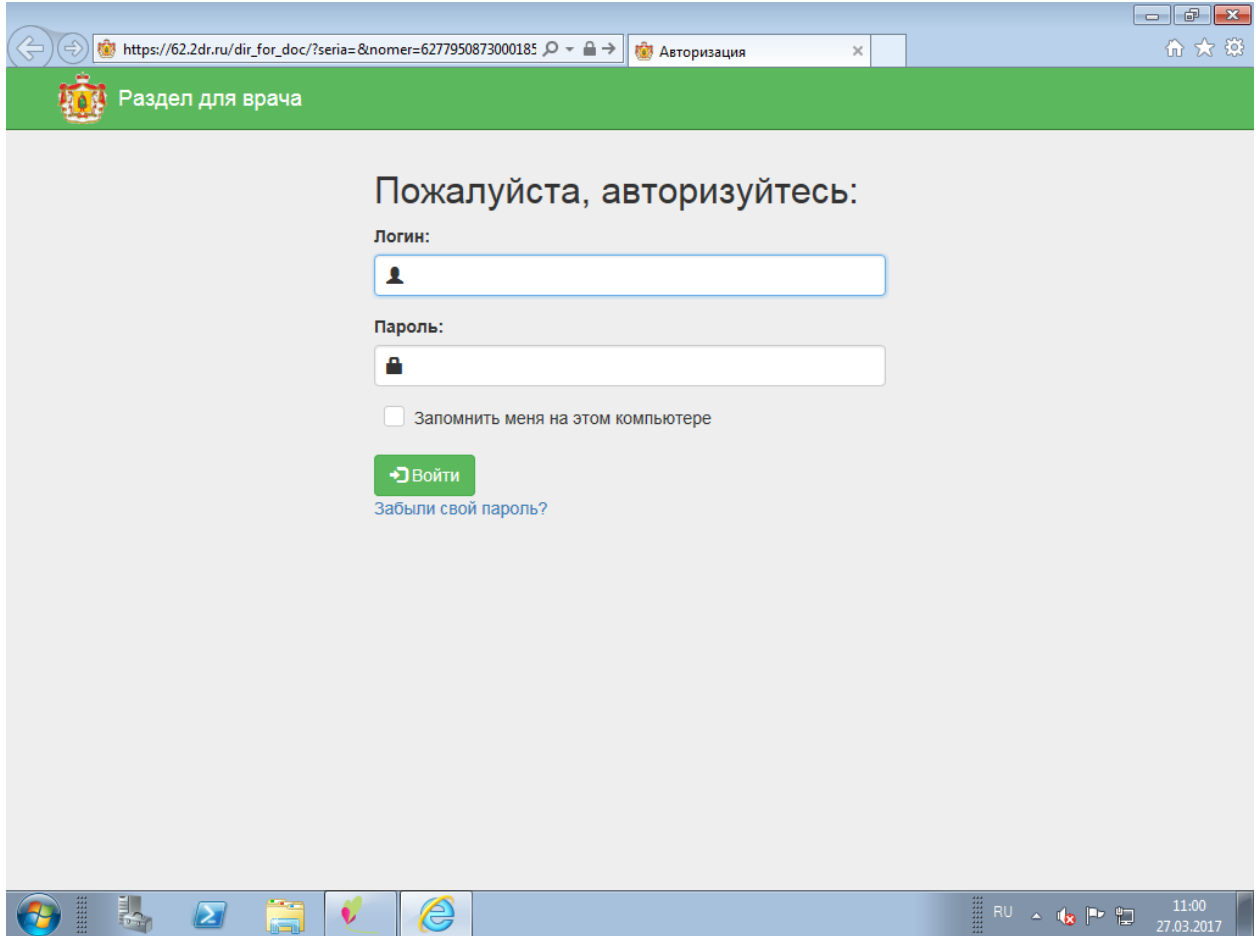 https://62.2dr.ru/dir_for_doc/?seria=&nomer=6277950873000185
Авторизация
Раздел для врача
Пожалуйста, авторизуйтесь:
Логин:
Пароль:
Запомнить меня на этом компьютере
Войти
Забыли свой пароль?
RU
11:00
27.03.2017